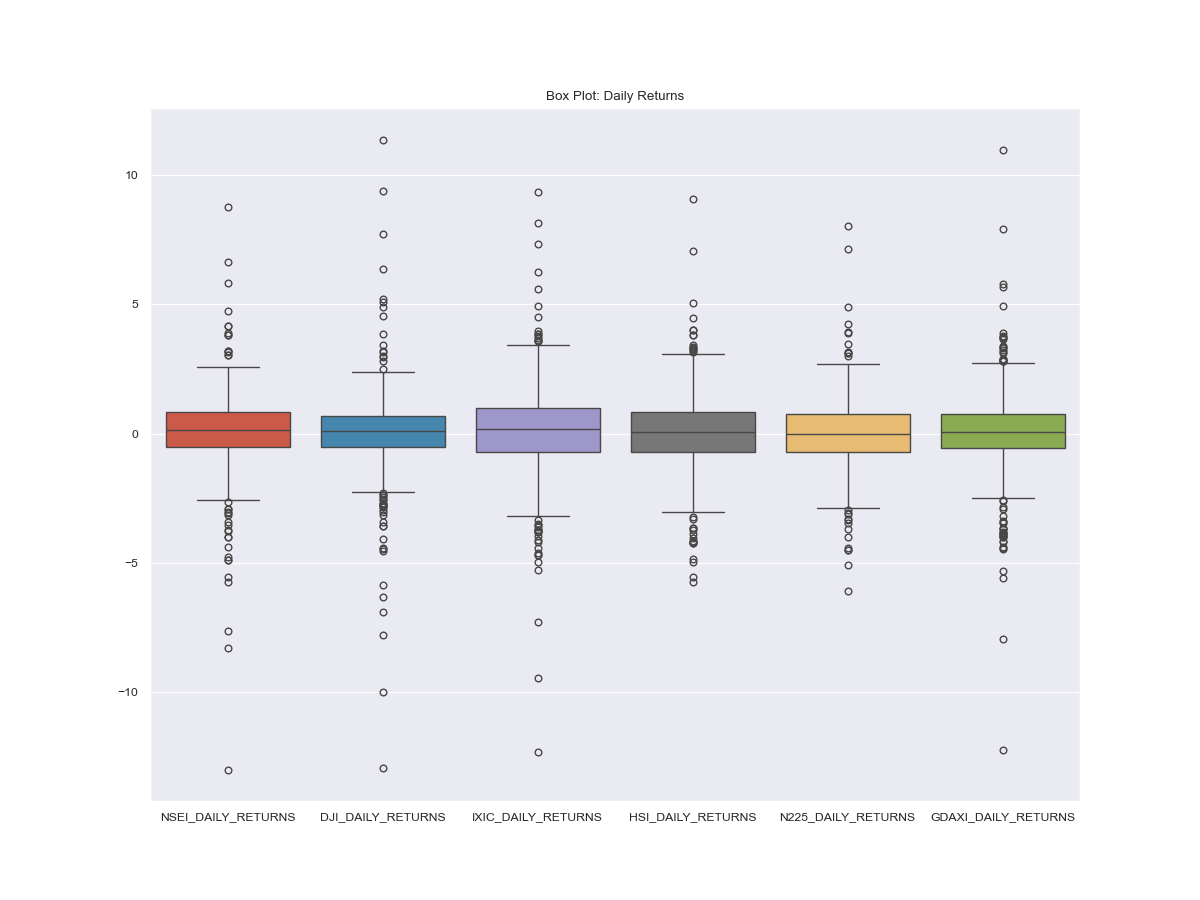 Box Plot: Daily Returns
10
5
0
−5
−10
NSEI_DAILY_RETURNS DJI_DAILY_RETURNS IXIC_DAILY_RETURNS HSI_DAILY_RETURNS N225_DAILY_RETURNS GDAXI_DAILY_RETURNS